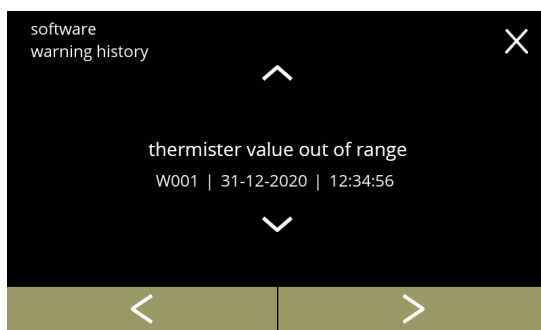 software
warning history
thermister value out of range
W001 | 31-12-2020 | 12:34:56